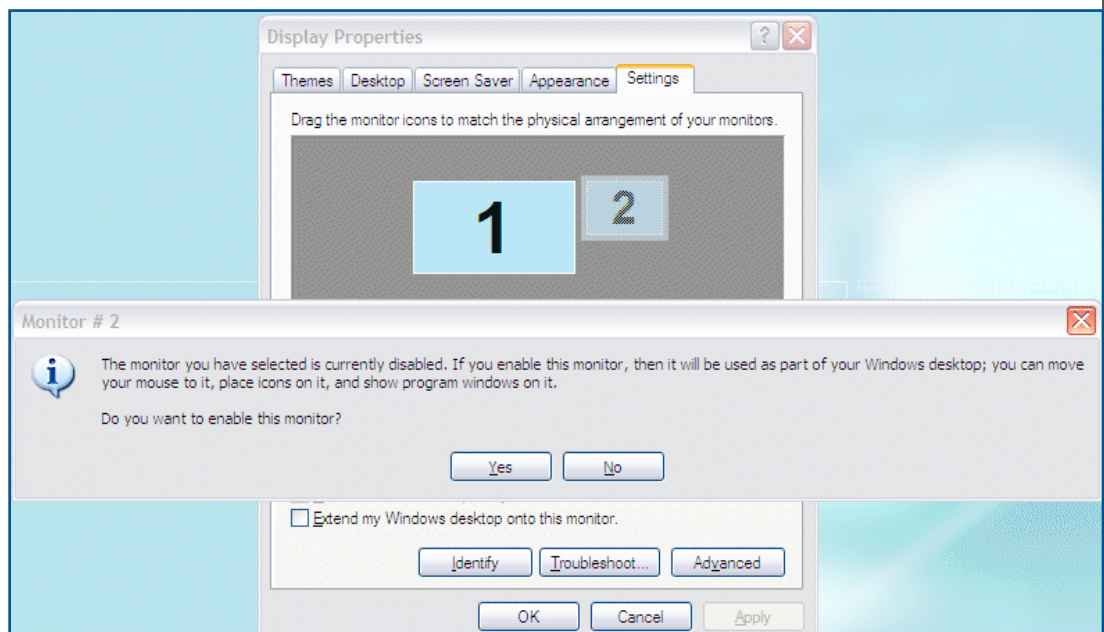 Display Properties
Themes Desktop Screen Saver Appearance Settings
Drag the monitor icons to match the physical arrangement of your monitors.
1 2
Monitor # 2
The monitor you have selected is currently disabled. If you enable this monitor, then it will be used as part of your Windows desktop; you can move
your mouse to it, place icons on it, and show program windows on it.
Do you want to enable this monitor?
Yes No
Extend my Windows desktop onto this monitor.
Identify Troubleshoot... Advanced
OK Cancel Apply